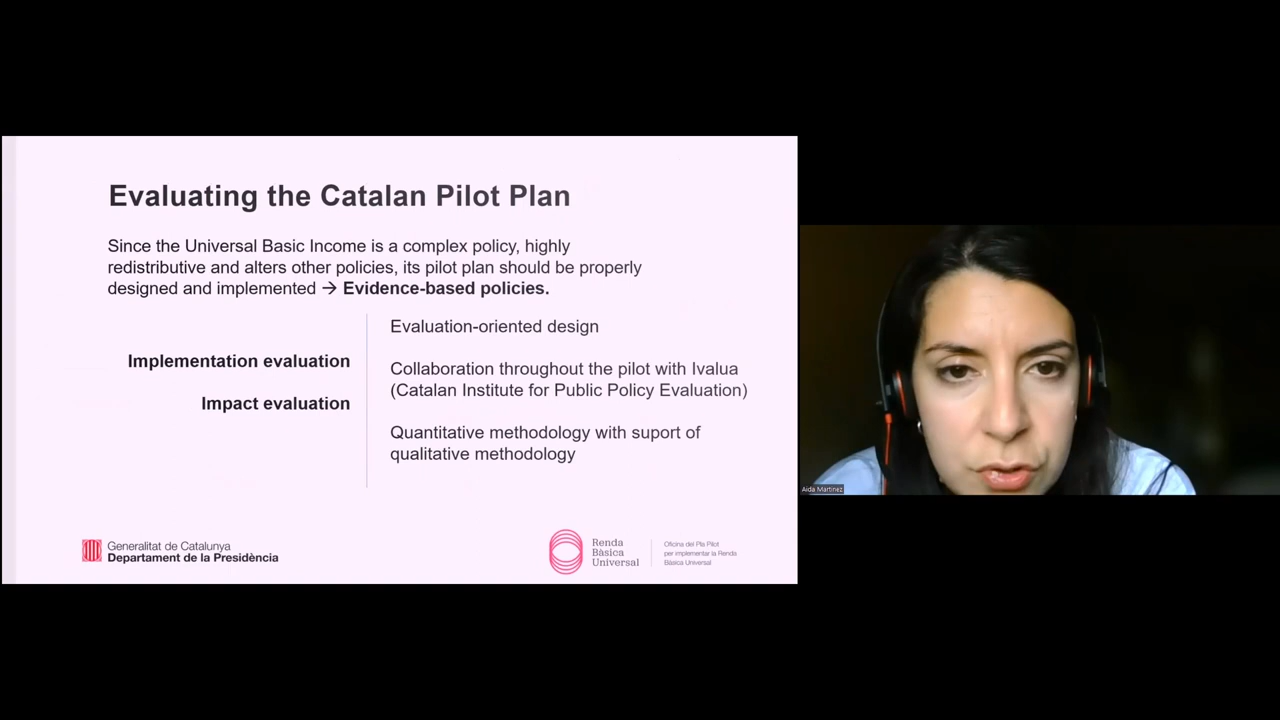 Evaluating the Catalan Pilot Plan
Since the Universal Basic Income is a complex policy, highly
redistributive and alters other policies, its pilot plan should be properly
designed and implemented → Evidence-based policies.
Implementation evaluation
Impact evaluation
Evaluation-oriented design
Collaboration throughout the pilot with Ivalua
(Catalan Institute for Public Policy Evaluation)
Quantitative methodology with suport of
qualitative methodology
Generalitat de Catalunya
Departament de la Presidència
Renda
Bàsica
Universal
Oficina del Pla Pilot
per implementar la Renda
Bàsica Universal
Aida Martinez